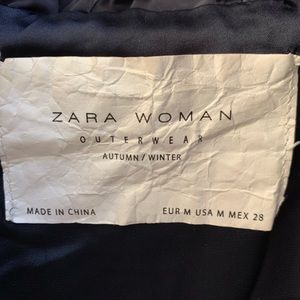 ZARA WOMAN
OUTERWEAR
AUTUMN / WINTER
MADE IN CHINA
EUR M USA M MEX 28